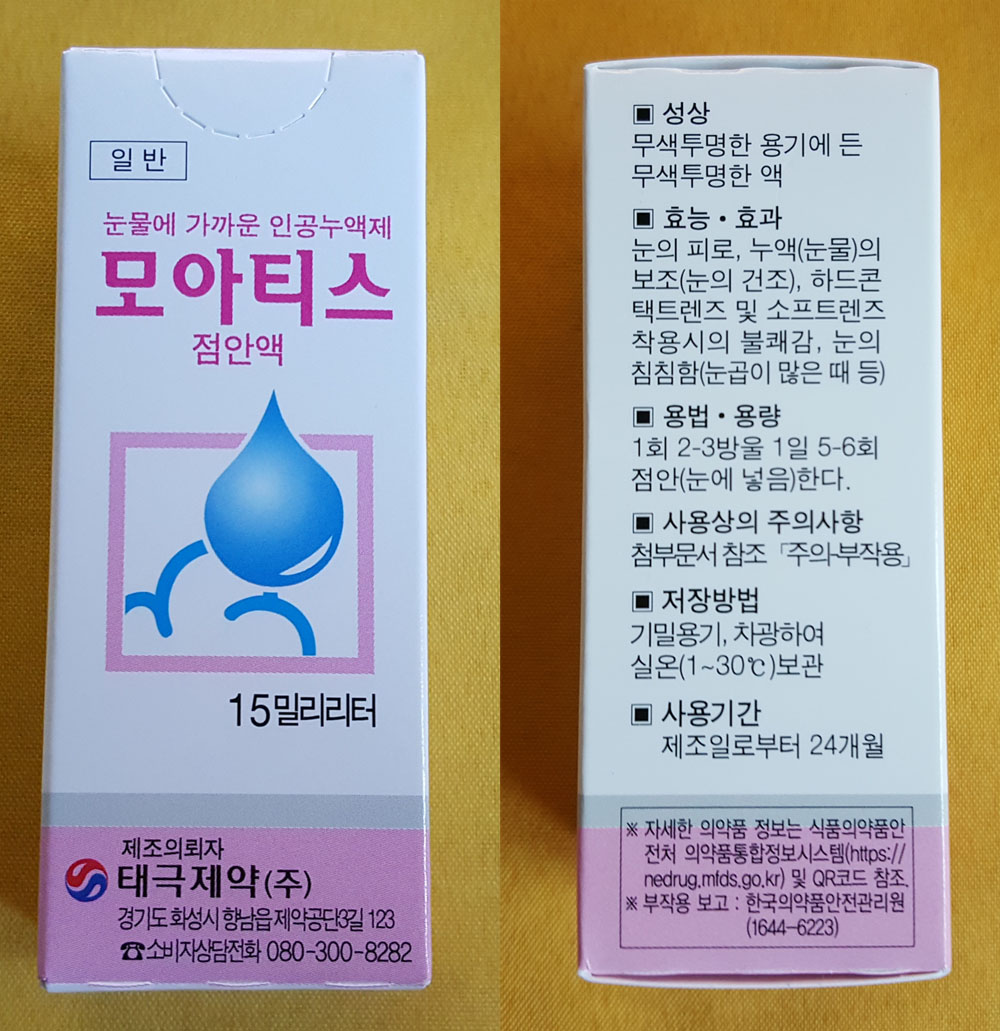 일반
눈물에 가까운 인공누액제
모아티스
점안액
15밀리리터
제조의뢰자
태극제약(주)
경기도 화성시 향남읍 제약공단3길 123
☎소비자상담전화 080-300-8282
▣ 성상
무색투명한 용기에 든
무색투명한 액
▣ 효능·효과
눈의 피로, 누액(눈물)의
보조(눈의 건조), 하드콘
택트렌즈 및 소프트렌즈
착용시의 불쾌감, 눈의
침침함(눈곱이 많은 때 등)
▣ 용법·용량
1회 2-3방울 1일 5-6회
점안(눈에 넣음)한다.
▣ 사용상의 주의사항
첨부문서 참조 「주의·부작용」
▣ 저장방법
기밀용기, 차광하여
실온(1~30℃)보관
▣ 사용기간
제조일로부터 24개월
※ 자세한 의약품 정보는 식품의약품안
전처 의약품통합정보시스템(https://
nedrug.mfds.go.kr) 및 QR코드 참조.
※ 부작용 보고 : 한국의약품안전관리원
(1644-6223)